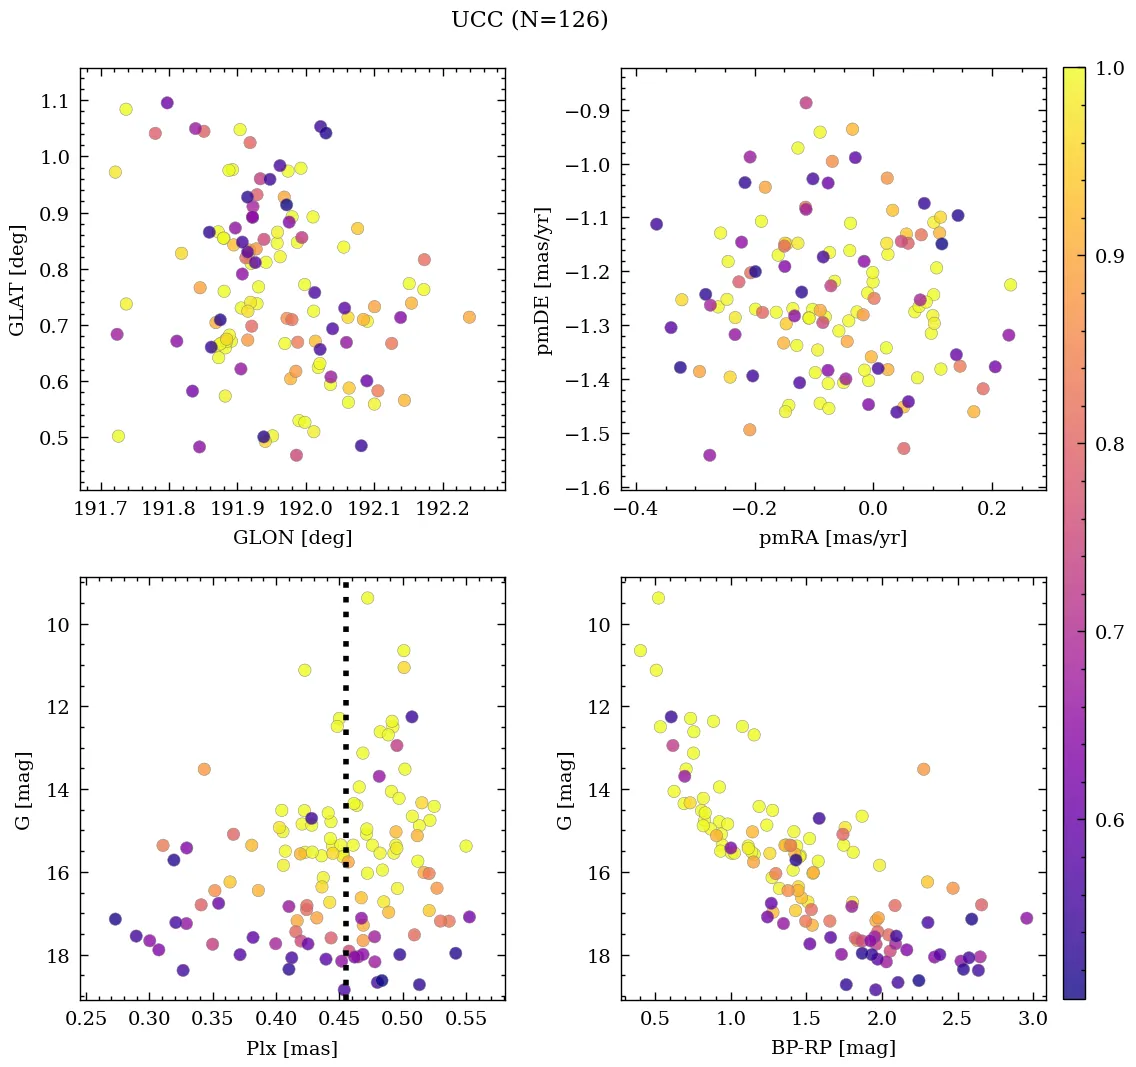 UCC (N=126)
1.1
1.0
0.9
0.8
0.7
0.6
0.5
GLAT [deg]
191.7 191.8 191.9 192.0 192.1 192.2
GLON [deg]
−0.9
−1.0
−1.1
−1.2
−1.3
−1.4
−1.5
−1.6
pmDE [mas/yr]
−0.4 −0.2 0.0 0.2
pmRA [mas/yr]
1.0
0.9
0.8
0.7
0.6
10
12
14
16
18
G [mag]
0.25 0.30 0.35 0.40 0.45 0.50 0.55
Plx [mas]
10
12
14
16
18
G [mag]
0.5 1.0 1.5 2.0 2.5 3.0
BP-RP [mag]